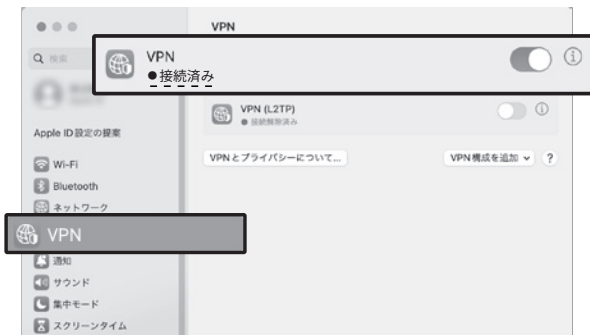 VPN
検索
VPN
●接続済み
VPN (L2TP)
● 接続解除済み
Apple ID 設定の提案
VPNとプライバシーについて...
VPN構成を追加
?
Wi-Fi
Bluetooth
ネットワーク
VPN
通知
サウンド
集中モード
スクリーンタイム